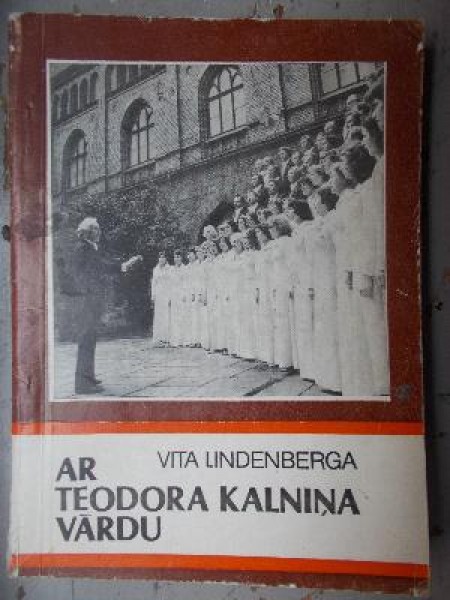 VITA LINDENBERGA
AR
TEODORA KALNIŅA
VĀRDU